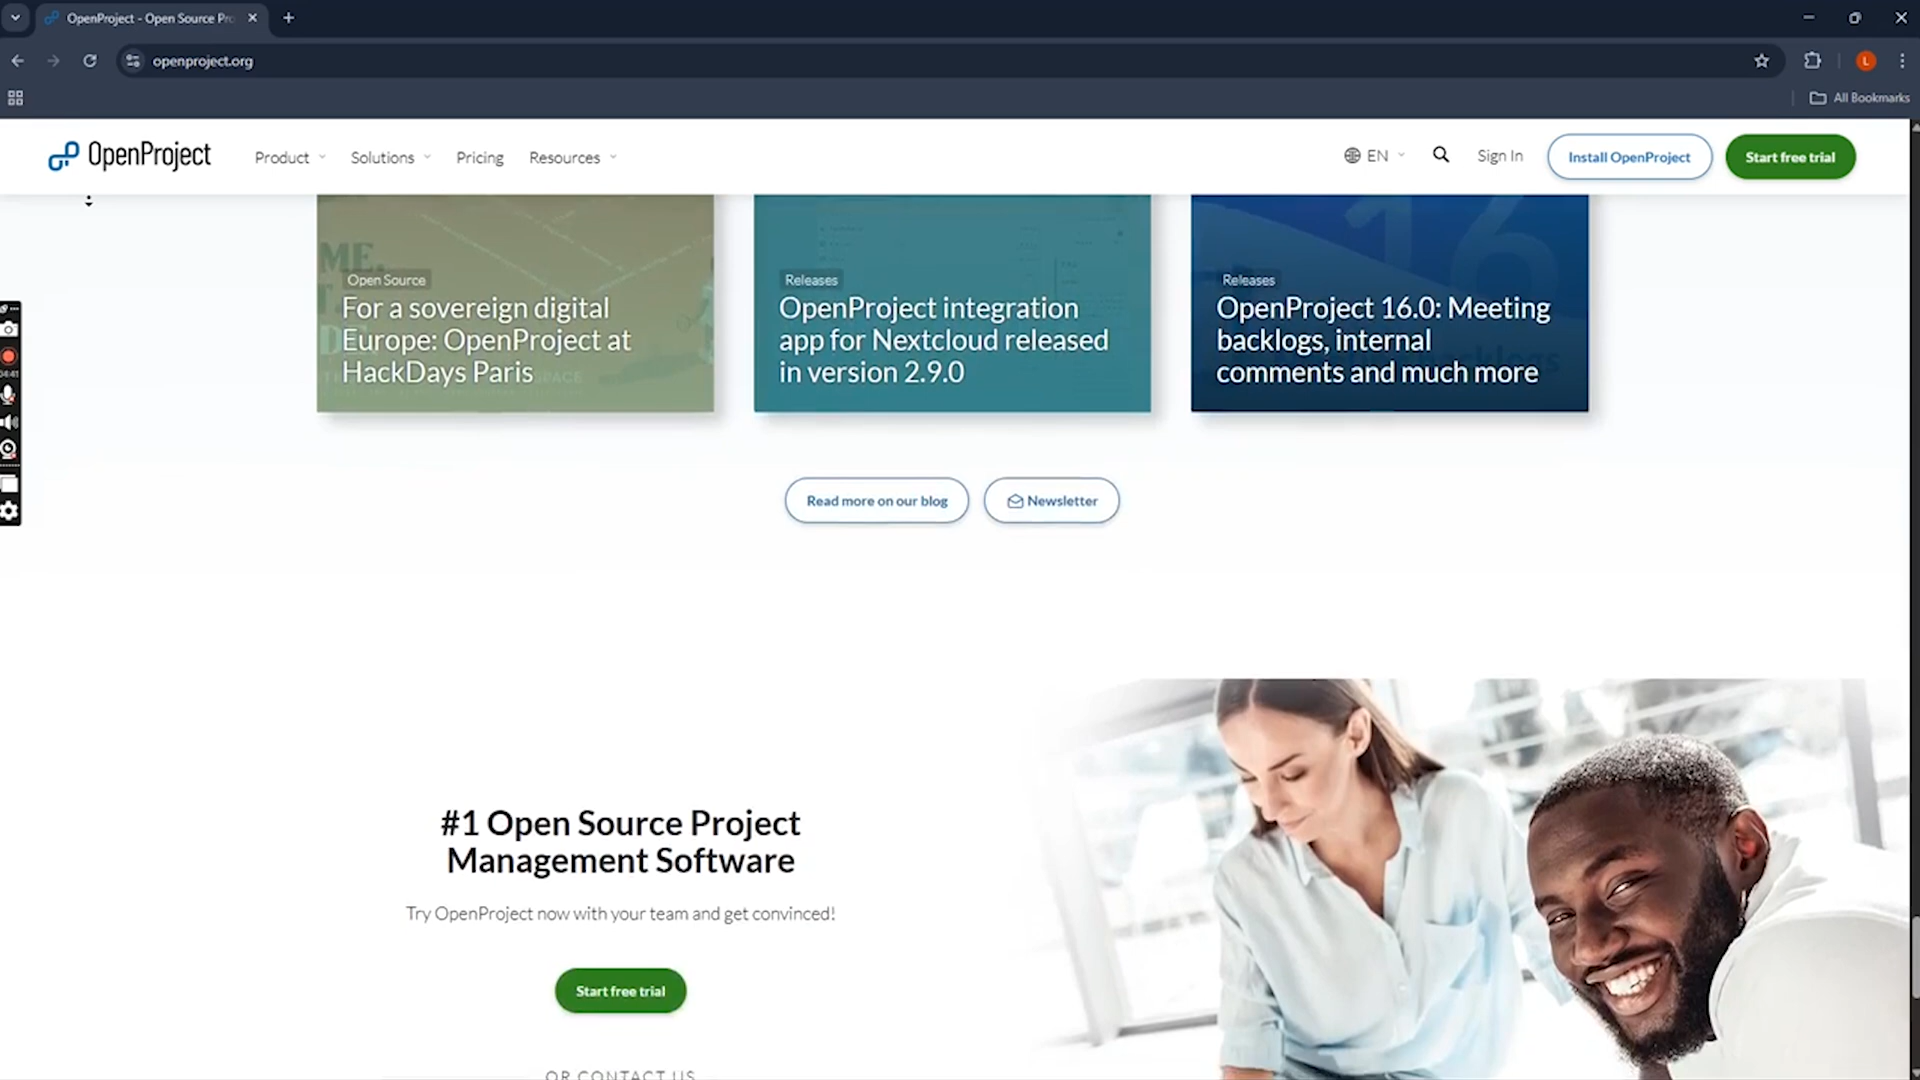 OpenProject - Open Source Pro
openproject.org
All Bookmarks
OpenProject
Product
Solutions
Pricing
Resources
EN
Sign In
Install OpenProject
Start free trial
Open Source
For a sovereign digital
Europe: OpenProject at
HackDays Paris
Releases
OpenProject integration
app for Nextcloud released
in version 2.9.0
Releases
OpenProject 16.0: Meeting
backlogs, internal
comments and much more
Read more on our blog
Newsletter
#1 Open Source Project
Management Software
Try OpenProject now with your team and get convinced!
Start free trial
OR CONTACT US